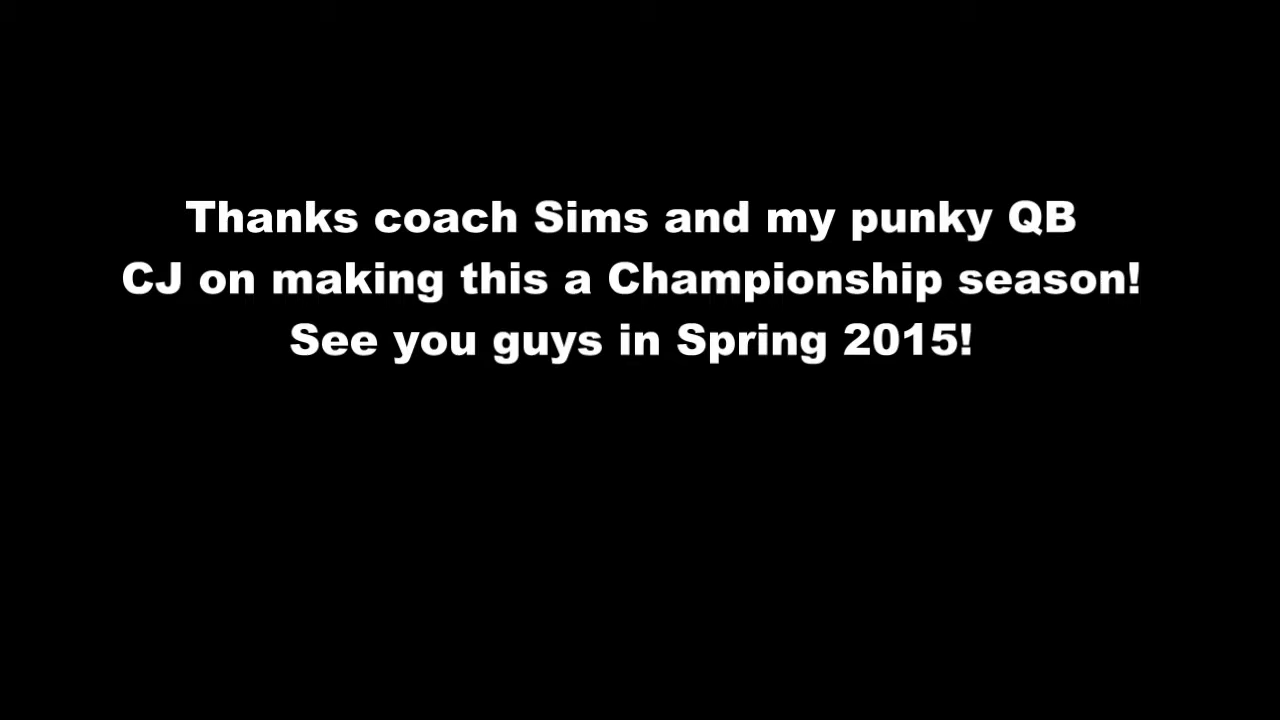 Thanks coach Sims and my punky QB
CJ on making this a Championship season!
See you guys in Spring 2015!